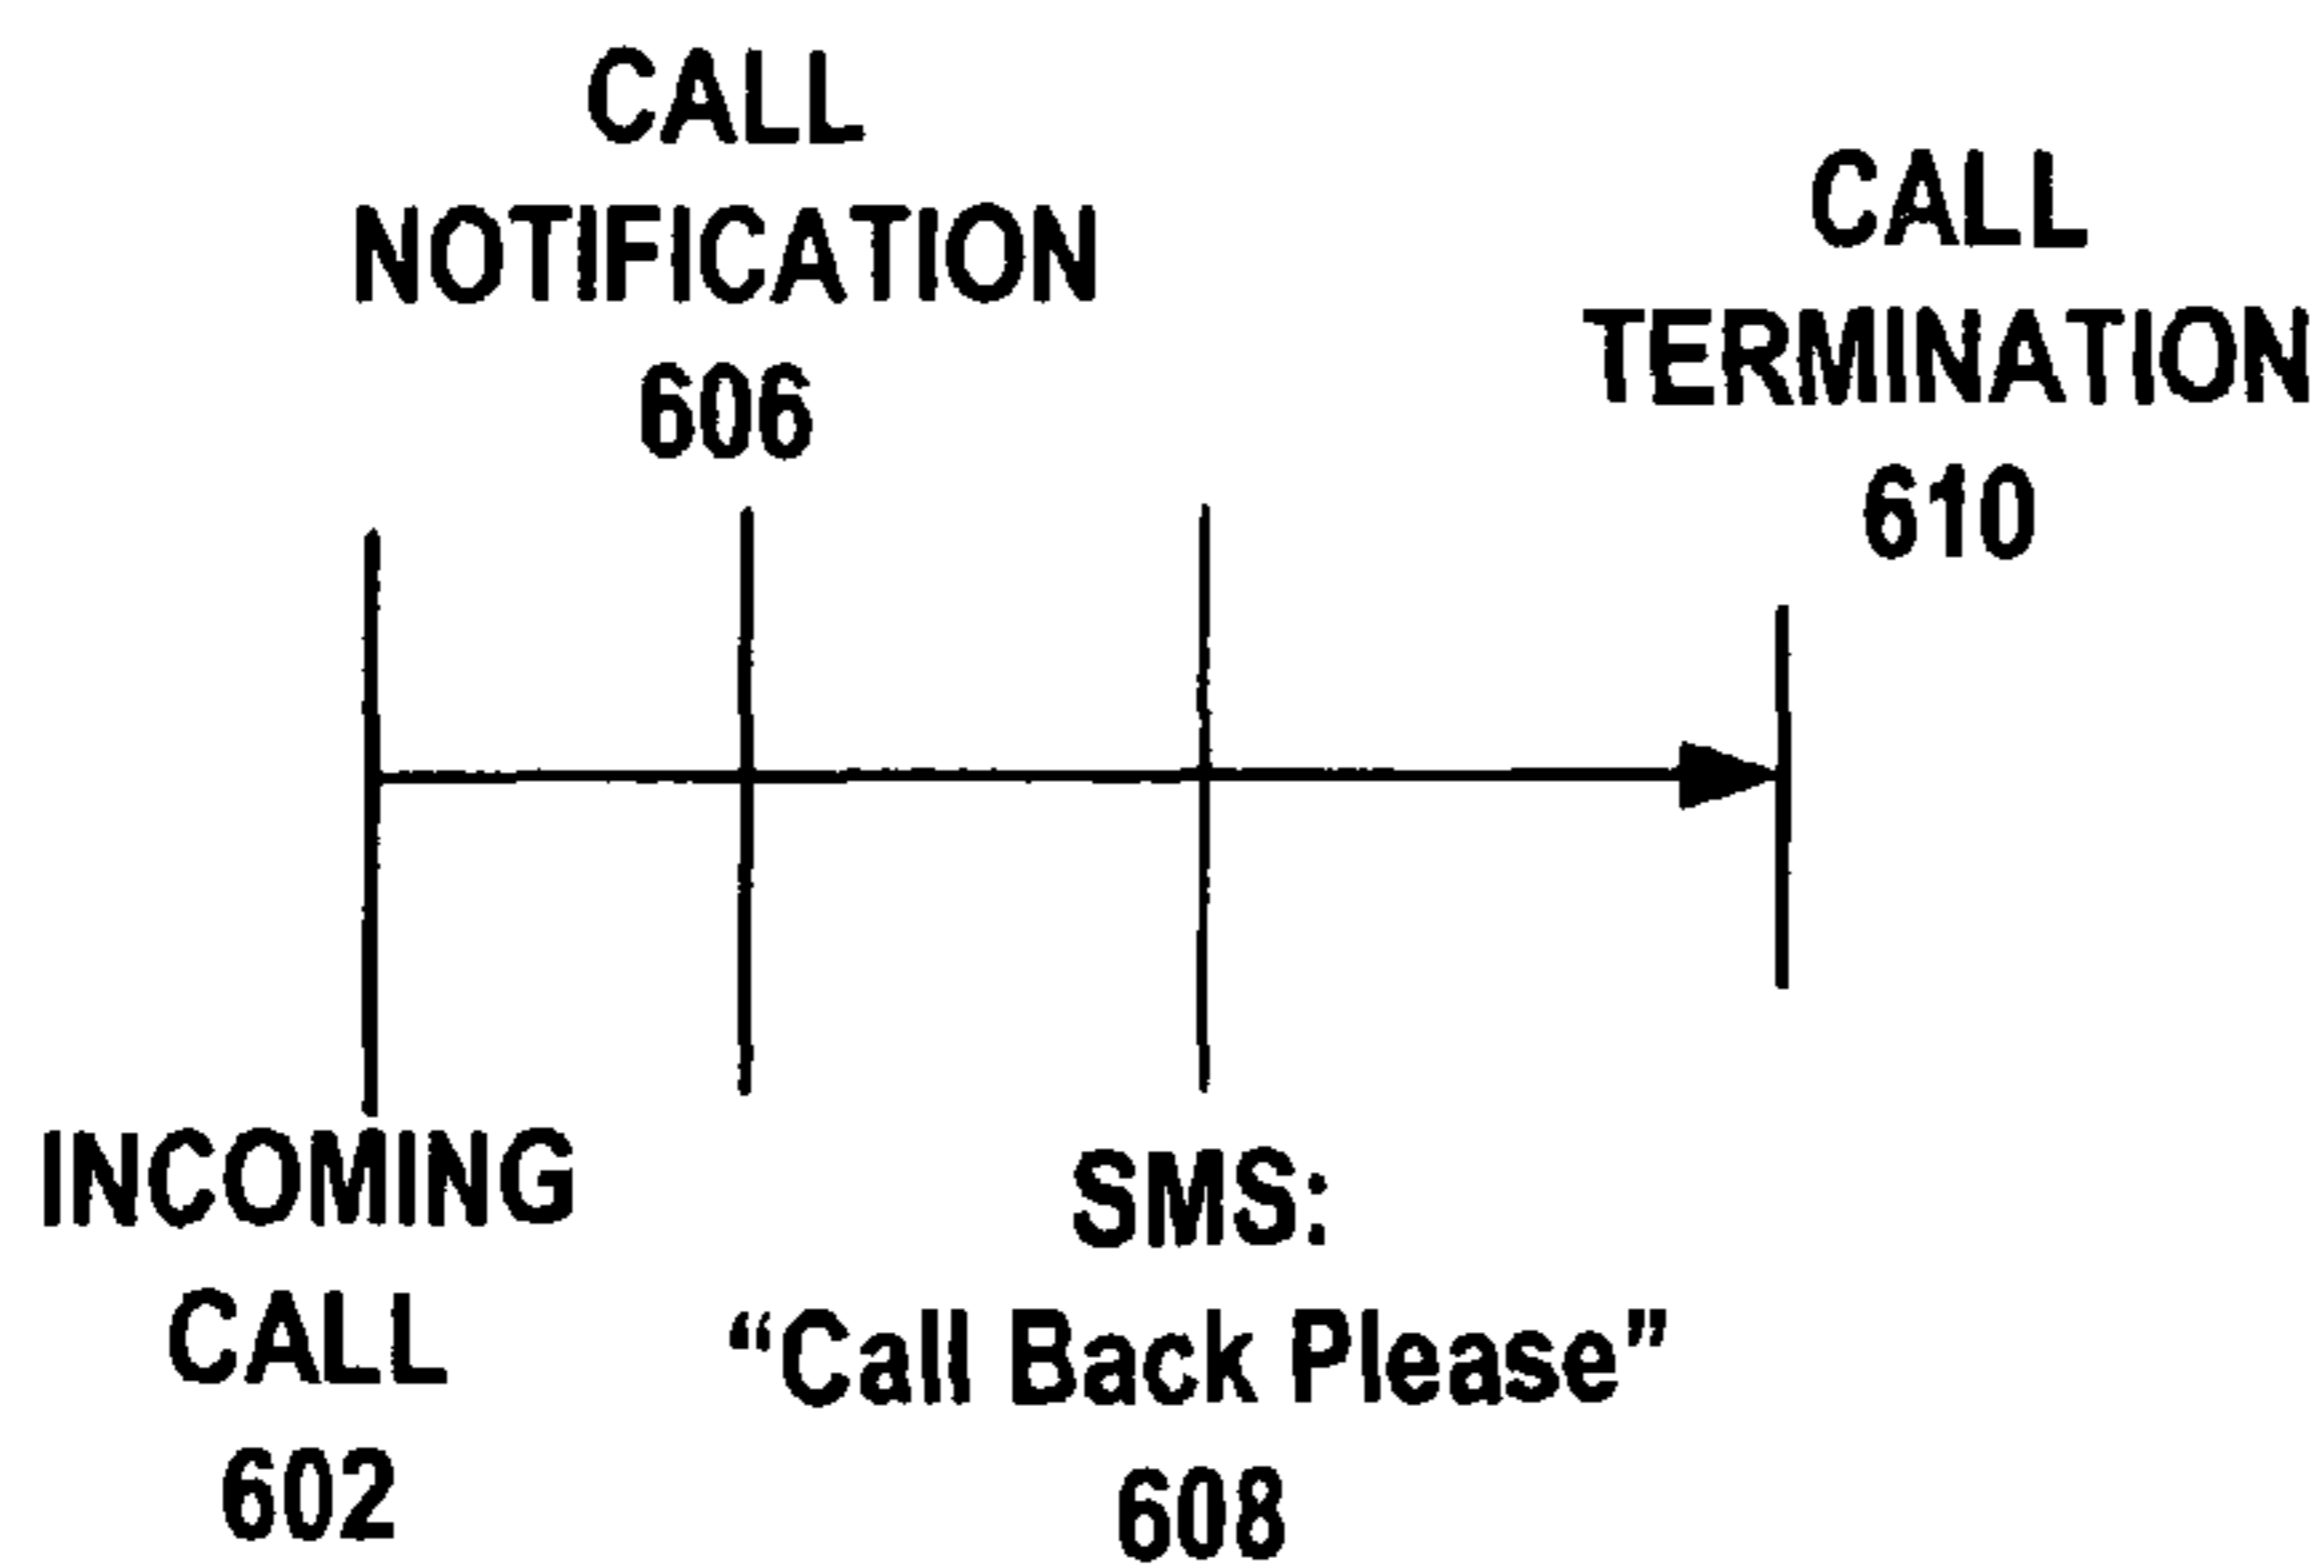 CALL
NOTIFICATION
606
CALL
TERMINATION
610
INCOMING
CALL
602
SMS:
“Call Back Please”
608